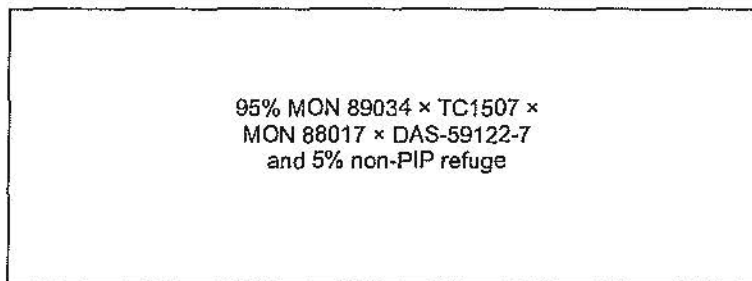 95% MON 89034 × TC1507 ×
MON 88017 × DAS-59122-7
and 5% non-PIP refuge